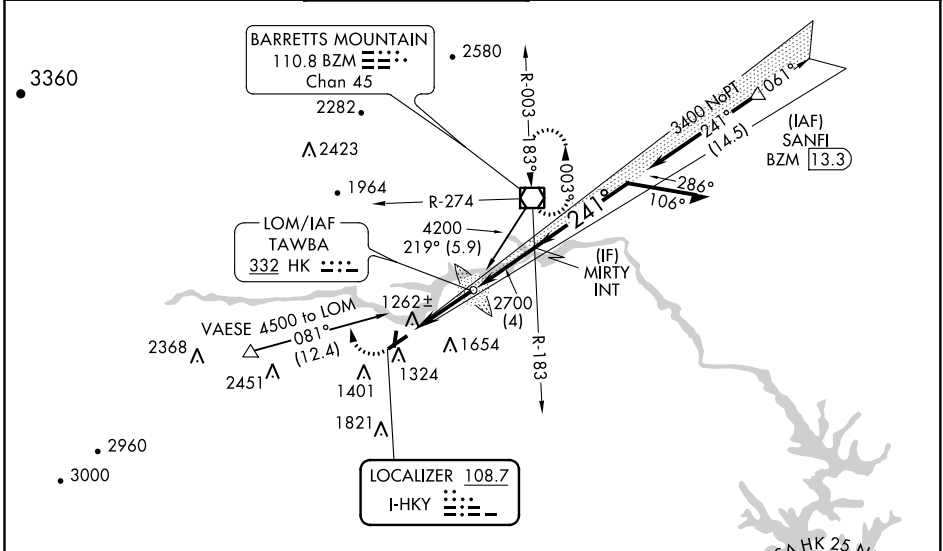 BARRETTS MOUNTAIN
110.8 BZM
Chan 45
2580
3360
2282
2423
1964
R-003
183°
003°
R-274
3400 NoPT
241°
(14.5)
061°
(IAF)
SANFI
BZM 13.3
286°
106°
241°
LOM/IAF
TAWBA
332 HK
4200
219° (5.9)
(IF)
MIRTY
INT
2700
(4)
R-183
1262±
VAESE 4500 to LOM
081°
(12.4)
2368
2451
1654
1324
1401
1821
2960
3000
LOCALIZER 108.7
I-HKY
HK 25 N